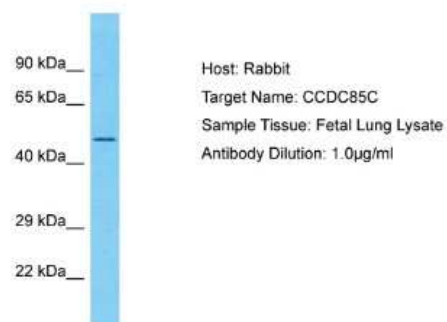 90 kDa
65 kDa
40 kDa
29 kDa
22 kDa
Host: Rabbit
Target Name: CCDC85C
Sample Tissue: Fetal Lung Lysate
Antibody Dilution: 1.0µg/ml